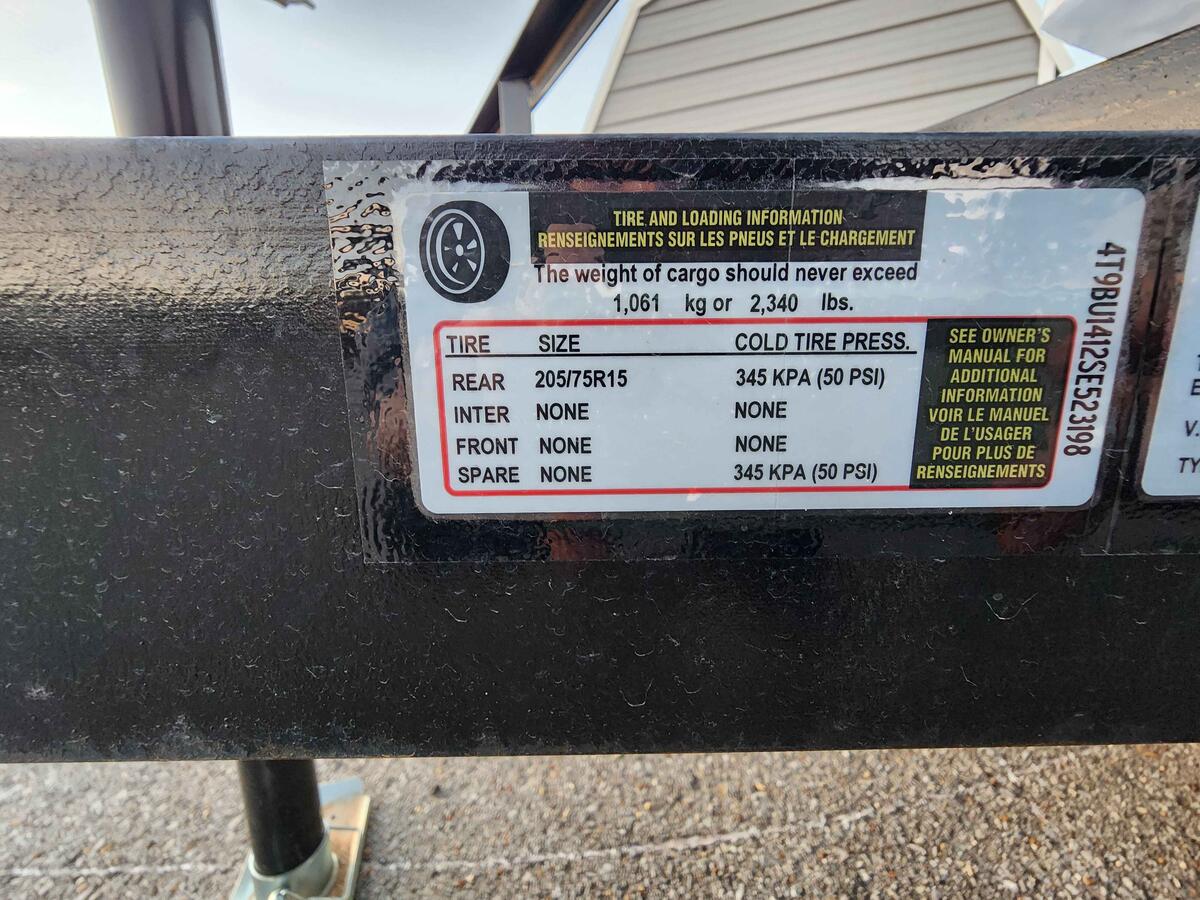 TIRE AND LOADING INFORMATION
RENSEIGNEMENTS SUR LES PNEUS ET LE CHARGEMENT
The weight of cargo should never exceed
1,061 kg or 2,340 lbs.
TIRE SIZE COLD TIRE PRESS.
REAR 205/75R15 345 KPA (50 PSI)
INTER NONE NONE
FRONT NONE NONE
SPARE NONE 345 KPA (50 PSI)
SEE OWNER'S
MANUAL FOR
ADDITIONAL
INFORMATION
VOIR LE MANUEL
DE L'USAGER
POUR PLUS DE
RENSEIGNEMENTS
4T9BU1412SE523198
V.
TY